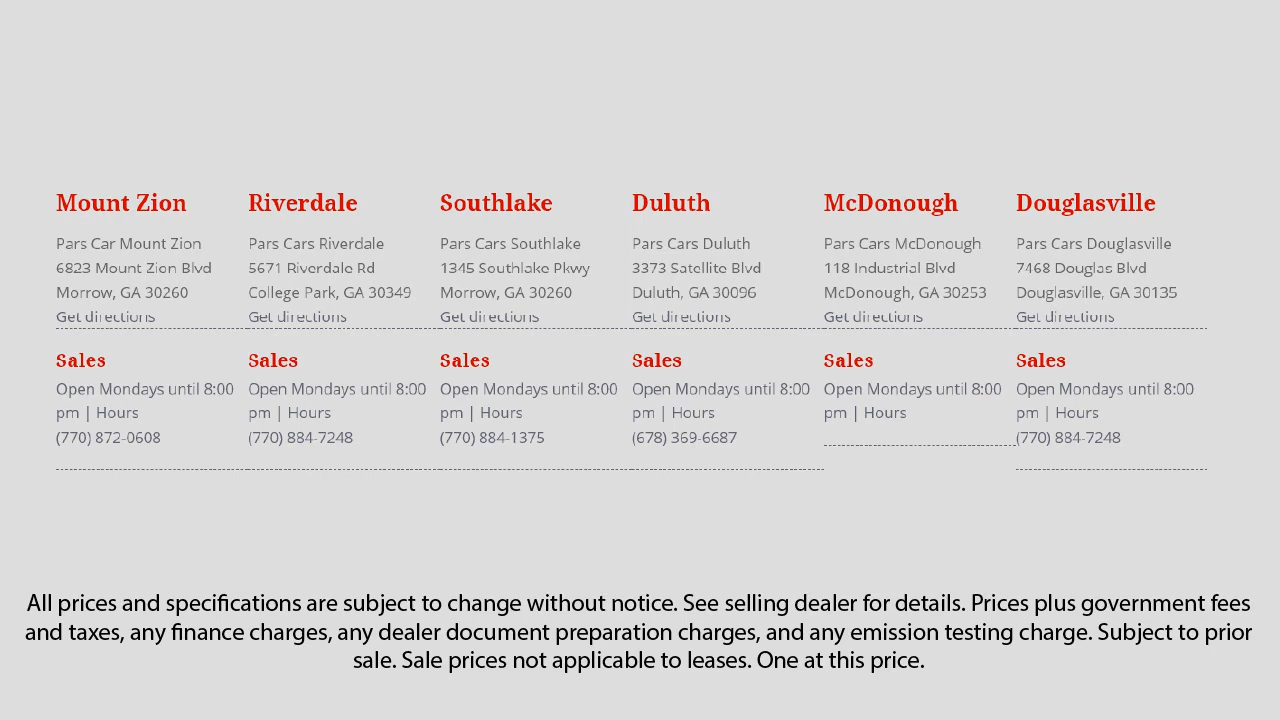 Mount Zion
Pars Car Mount Zion
6823 Mount Zion Blvd
Morrow, GA 30260
Get directions
Sales
Open Mondays until 8:00
pm | Hours
(770) 872-0608
Riverdale
Pars Cars Riverdale
5671 Riverdale Rd
College Park, GA 30349
Get directions
Sales
Open Mondays until 8:00
pm | Hours
(770) 884-7248
Southlake
Pars Cars Southlake
1345 Southlake Pkwy
Morrow, GA 30260
Get directions
Sales
Open Mondays until 8:00
pm | Hours
(770) 884-1375
Duluth
Pars Cars Duluth
3373 Satellite Blvd
Duluth, GA 30096
Get directions
Sales
Open Mondays until 8:00
pm | Hours
(678) 369-6687
McDonough
Pars Cars McDonough
118 Industrial Blvd
McDonough, GA 30253
Get directions
Sales
Open Mondays until 8:00
pm | Hours
Douglasville
Pars Cars Douglasville
7468 Douglas Blvd
Douglasville, GA 30135
Get directions
Sales
Open Mondays until 8:00
pm | Hours
(770) 884-7248
All prices and specifications are subject to change without notice. See selling dealer for details. Prices plus government fees
and taxes, any finance charges, any dealer document preparation charges, and any emission testing charge. Subject to prior
sale. Sale prices not applicable to leases. One at this price.